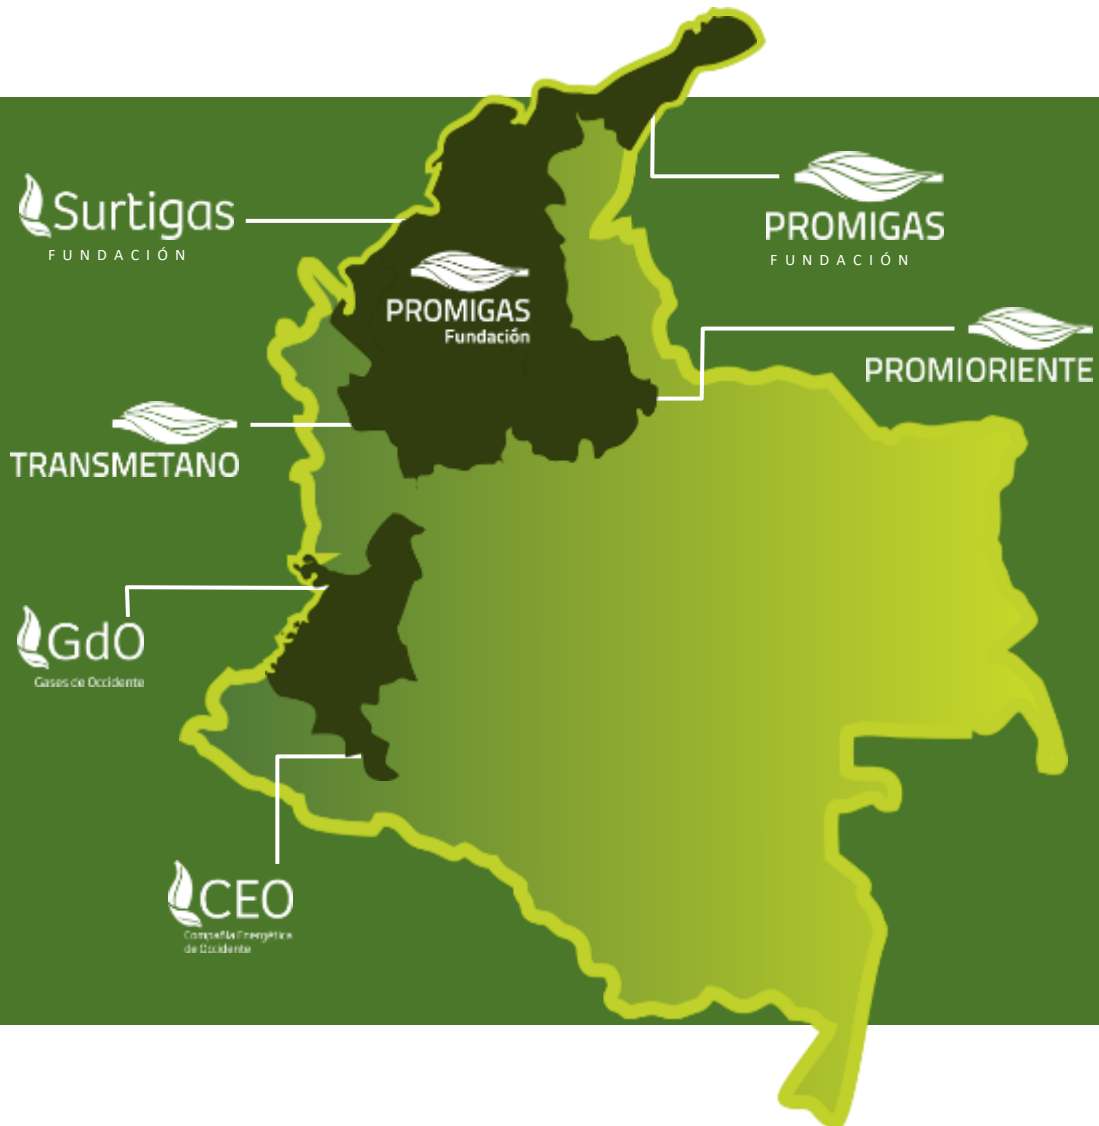 Surtigas
FUNDACIÓN
PROMIGAS
FUNDACIÓN
PROMIGAS
Fundación
PROMIORIENTE
TRANSMETANO
GdO
Gases de Occidente
CEO
Compañía Energética
de Occidente